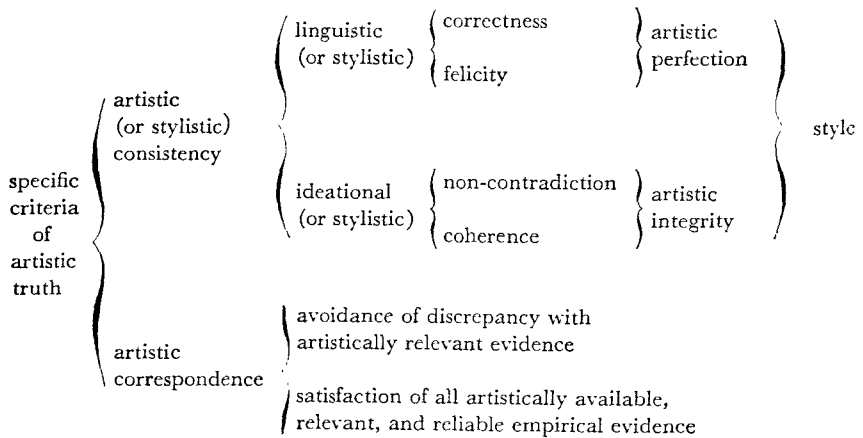 specific
criteria
of
artistic
truth
artistic
(or stylistic)
consistency
linguistic
(or stylistic)
correctness
felicity
artistic
perfection
ideational
(or stylistic)
non-contradiction
coherence
artistic
integrity
style
artistic
correspondence
avoidance of discrepancy with
artistically relevant evidence
satisfaction of all artistically available,
relevant, and reliable empirical evidence